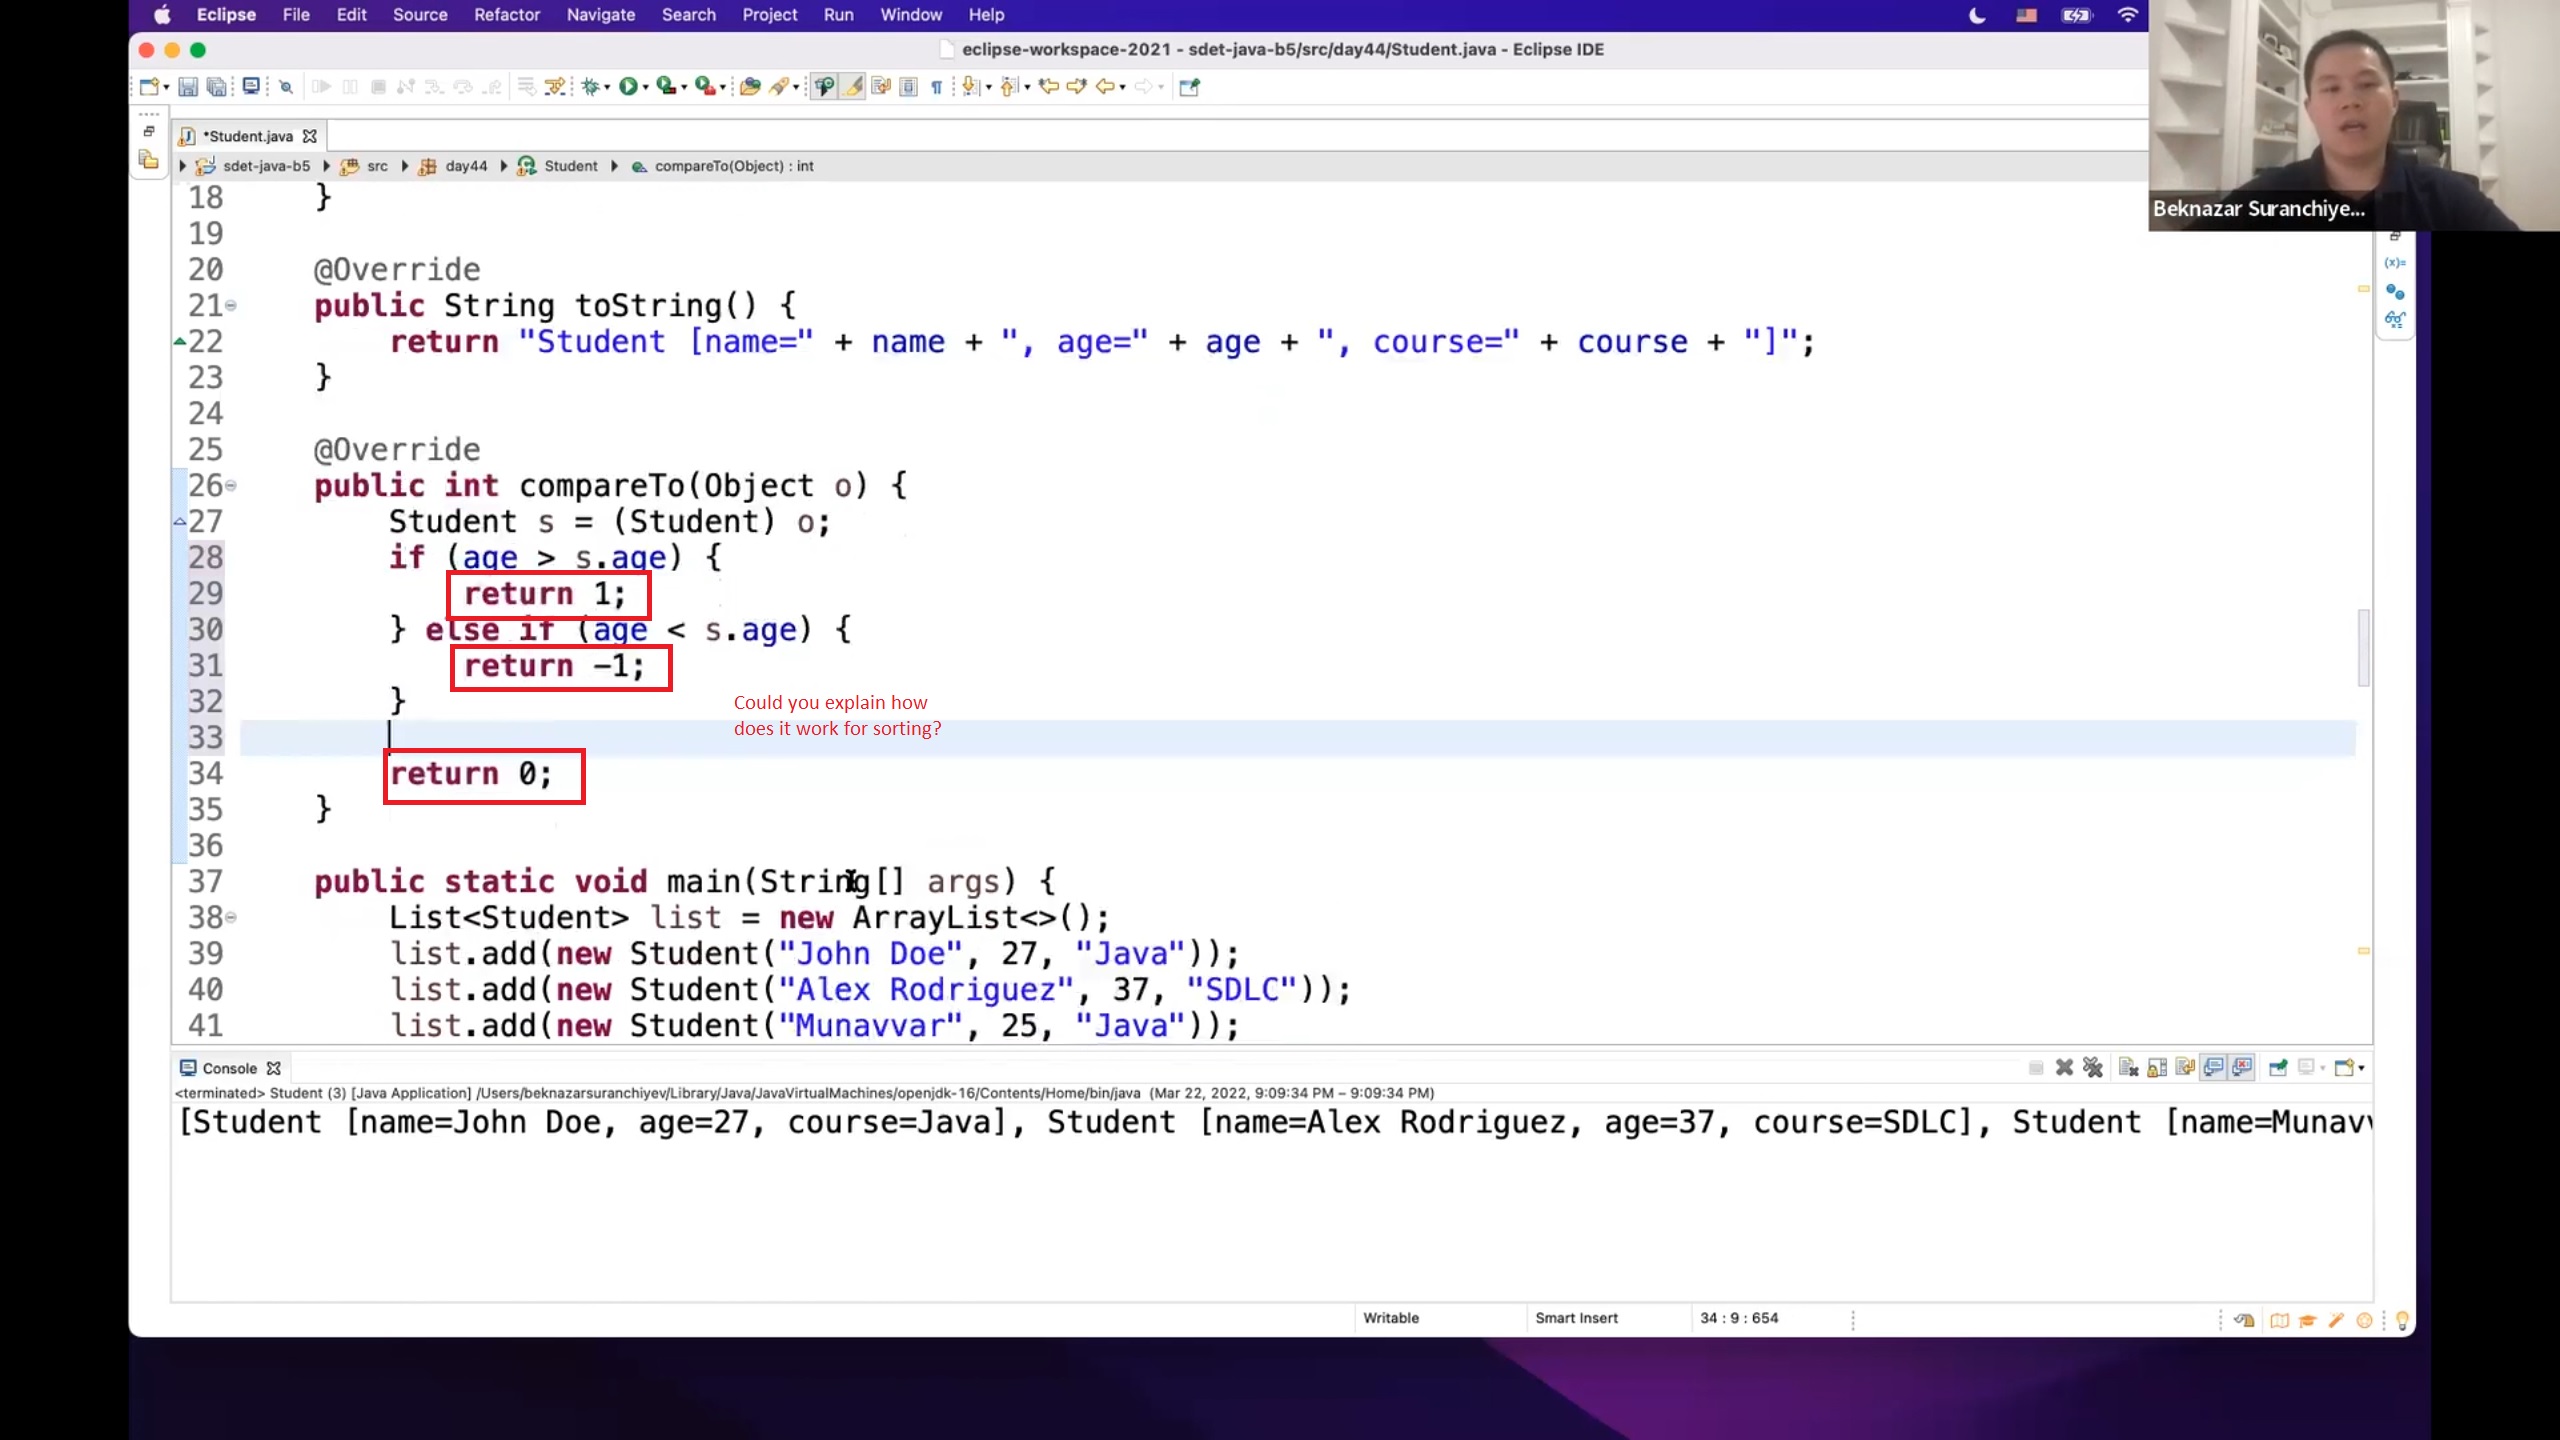 Eclipse File Edit Source Refactor Navigate Search Project Run Window Help
eclipse-workspace-2021 - sdet-java-b5/src/day44/Student.java - Eclipse IDE
*Student.java
sdet-java-b5 src day44 Student compareTo(Object) : int
Beknazar Suranchiye...
18 }
19
20 @Override
21 public String toString() {
22 return "Student [name=" + name + ", age=" + age + ", course=" + course + "]";
23 }
24
25 @Override
26 public int compareTo(Object o) {
27 Student s = (Student) o;
28 if (age > s.age) {
29 return 1;
30 } else if (age < s.age) {
31 return -1;
32 }
Could you explain how
does it work for sorting?
33
34 return 0;
35 }
36
37 public static void main(String[] args) {
38 List<Student> list = new ArrayList<>();
39 list.add(new Student("John Doe", 27, "Java"));
40 list.add(new Student("Alex Rodriguez", 37, "SDLC"));
41 list.add(new Student("Munavvar", 25, "Java"));
Console
<terminated> Student (3) [Java Application] /Users/beknazarsuranchiyev/Library/Java/JavaVirtualMachines/openjdk-16/Contents/Home/bin/java (Mar 22, 2022, 9:09:34 PM – 9:09:34 PM)
[Student [name=John Doe, age=27, course=Java], Student [name=Alex Rodriguez, age=37, course=SDLC], Student [name=Munavv
Writable Smart Insert 34 : 9 : 654